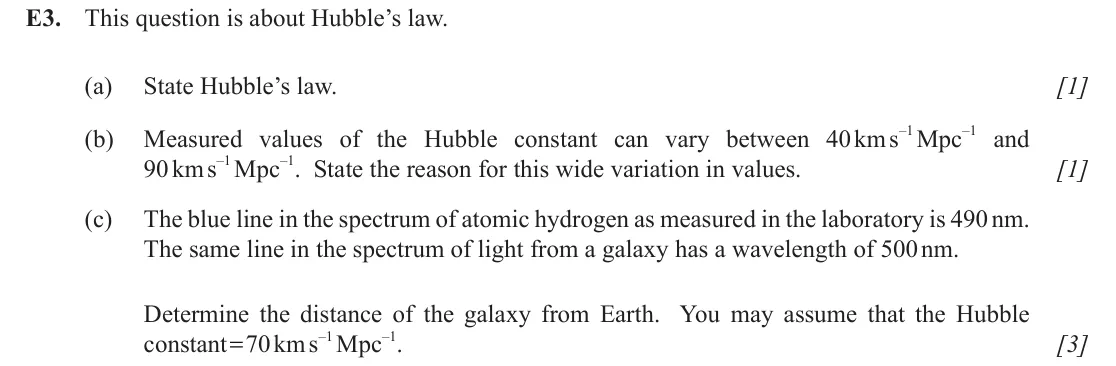 E3. This question is about Hubble’s law.
(a) State Hubble’s law. [1]
(b) Measured values of the Hubble constant can vary between 40 km s⁻¹ Mpc⁻¹ and
90 km s⁻¹ Mpc⁻¹. State the reason for this wide variation in values. [1]
(c) The blue line in the spectrum of atomic hydrogen as measured in the laboratory is 490 nm.
The same line in the spectrum of light from a galaxy has a wavelength of 500 nm.
Determine the distance of the galaxy from Earth. You may assume that the Hubble
constant = 70 km s⁻¹ Mpc⁻¹. [3]